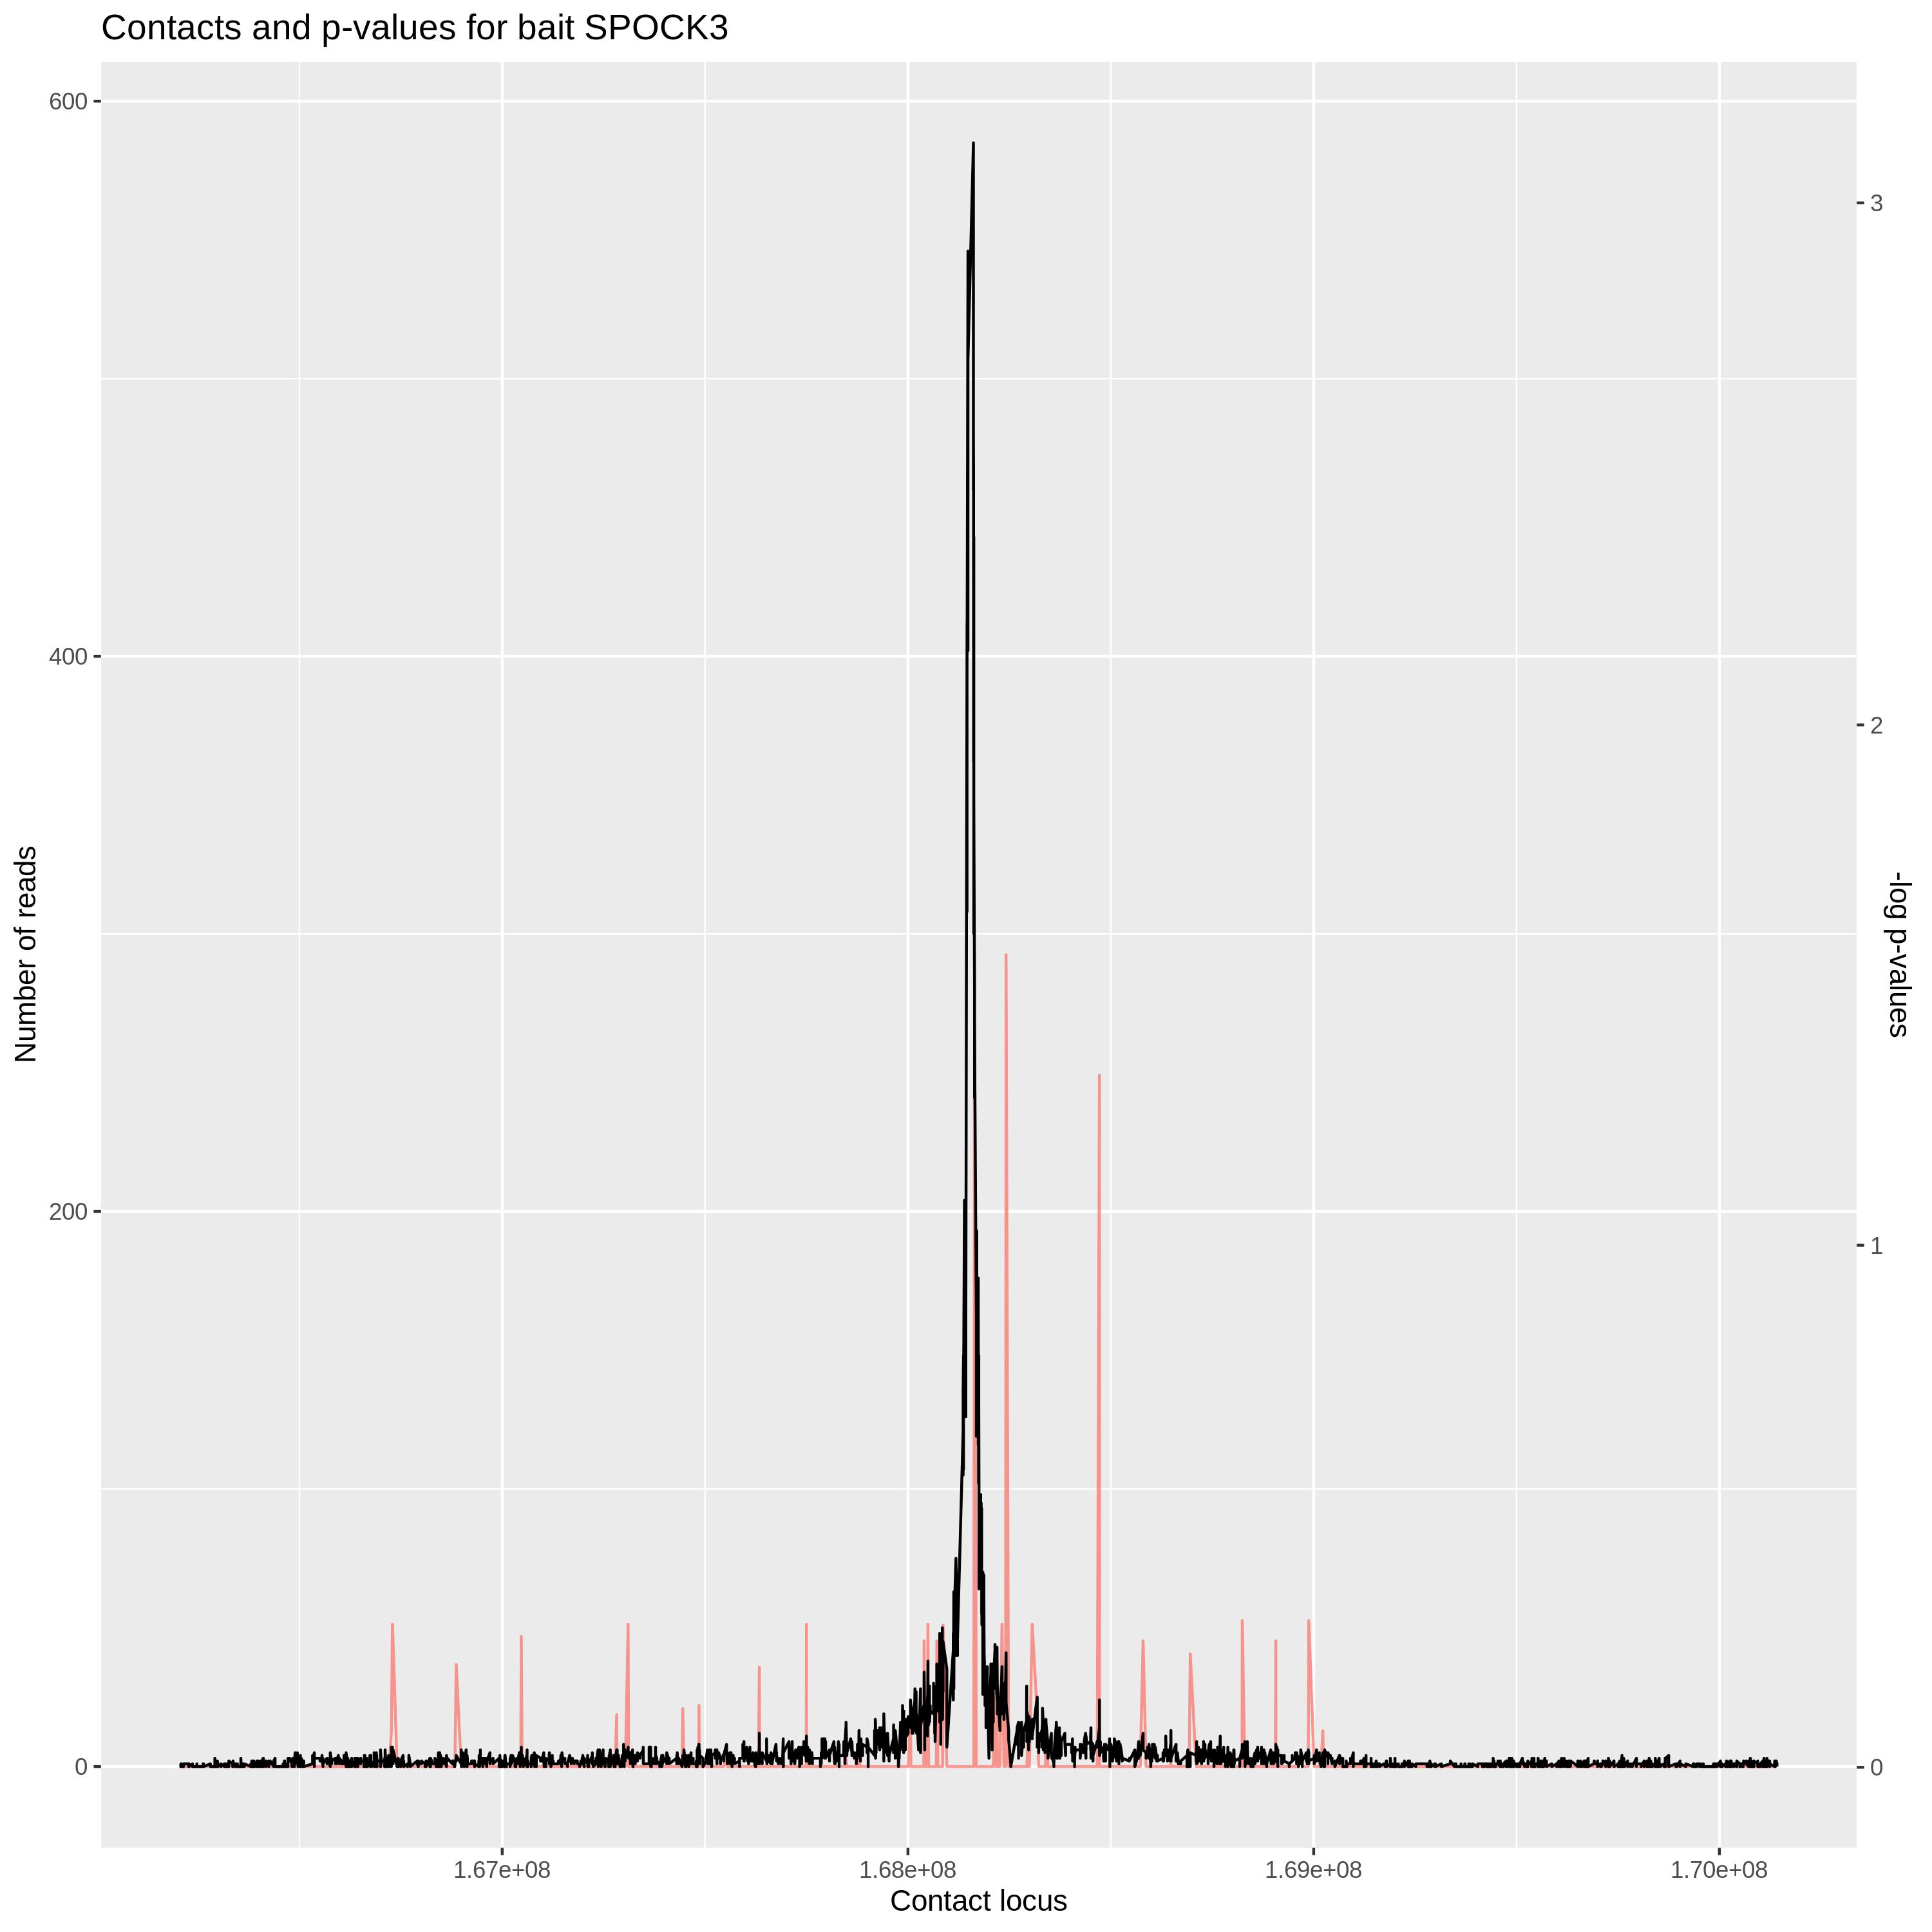 Contacts and p-values for bait SPOCK3
600
400
200
0
Number of reads
3
2
1
0
-log p-values
1.67e+08
1.68e+08
1.69e+08
1.70e+08
Contact locus